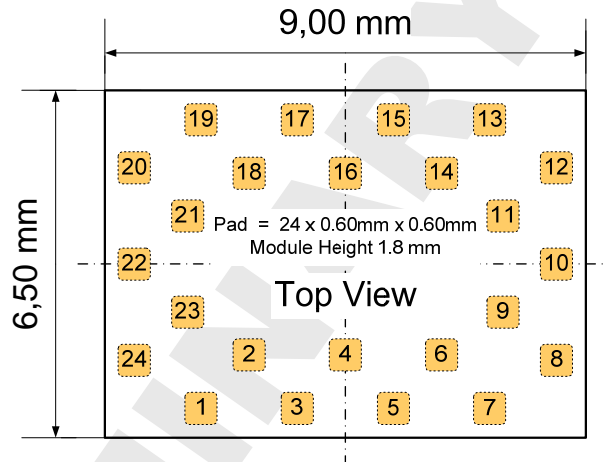 9,00 mm
19 17 15 13
20 18 16 14 12
21 11
Pad = 24 x 0.60mm x 0.60mm
Module Height 1.8 mm
6,50 mm
22 10
Top View
23 9
24 2 4 6 8
1 3 5 7